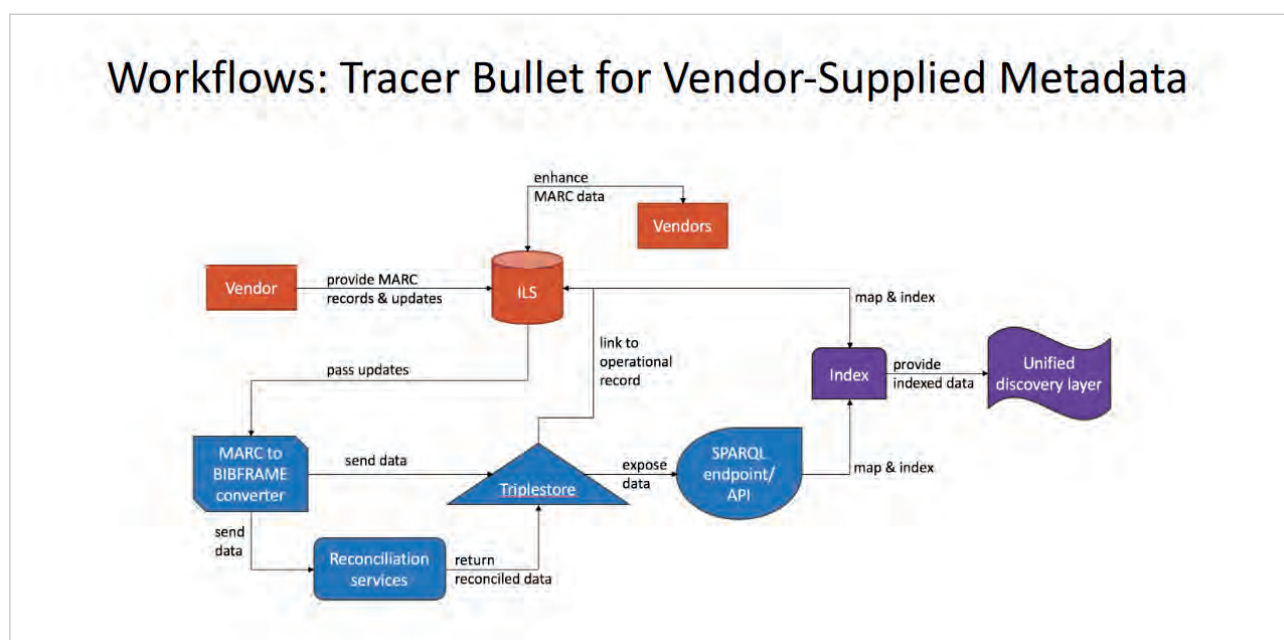 Workflows: Tracer Bullet for Vendor-Supplied Metadata
enhance
MARC data
Vendors
Vendor
provide MARC
records & updates
ILS
map & index
link to
operational
record
pass updates
Index
provide
indexed data
Unified
discovery layer
MARC to
BIBFRAME
converter
send data
Triplestore
expose
data
SPARQL
endpoint/
API
map & index
send
data
Reconciliation
services
return
reconciled data